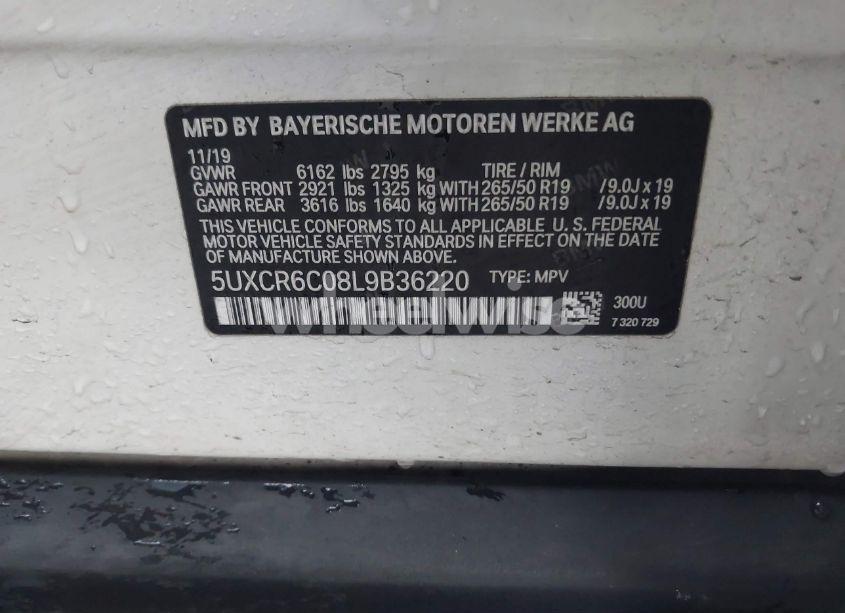 MFD BY BAYERISCHE MOTOREN WERKE AG
11/19
GVWR 6162 lbs 2795 kg TIRE / RIM
GAWR FRONT 2921 lbs 1325 kg WITH 265/50 R19 /9.0J x 19
GAWR REAR 3616 lbs 1640 kg WITH 265/50 R19 /9.0J x 19
THIS VEHICLE CONFORMS TO ALL APPLICABLE U. S. FEDERAL
MOTOR VEHICLE SAFETY STANDARDS IN EFFECT ON THE DATE
OF MANUFACTURE SHOWN ABOVE.
5UXCR6C08L9B36220 TYPE: MPV
wheelwise
300U
7 320 729